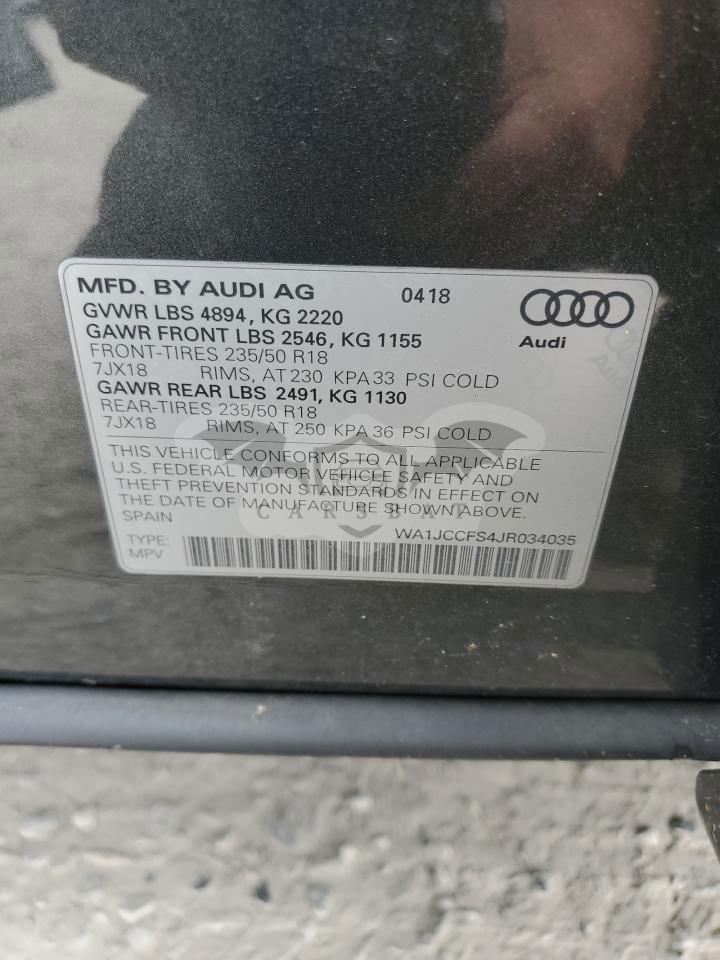 MFD. BY AUDI AG 0418
GVWR LBS 4894, KG 2220
GAWR FRONT LBS 2546, KG 1155
Audi
FRONT-TIRES 235/50 R18
7JX18 RIMS, AT 230 KPA 33 PSI COLD
GAWR REAR LBS 2491, KG 1130
REAR-TIRES 235/50 R18
7JX18 RIMS, AT 250 KPA 36 PSI COLD
THIS VEHICLE CONFORMS TO ALL APPLICABLE
U.S. FEDERAL MOTOR VEHICLE SAFETY AND
THEFT PREVENTION STANDARDS IN EFFECT ON
THE DATE OF MANUFACTURE SHOWN ABOVE.
CARSBAT
SPAIN WA1JCCFS4JR034035
TYPE:
MPV